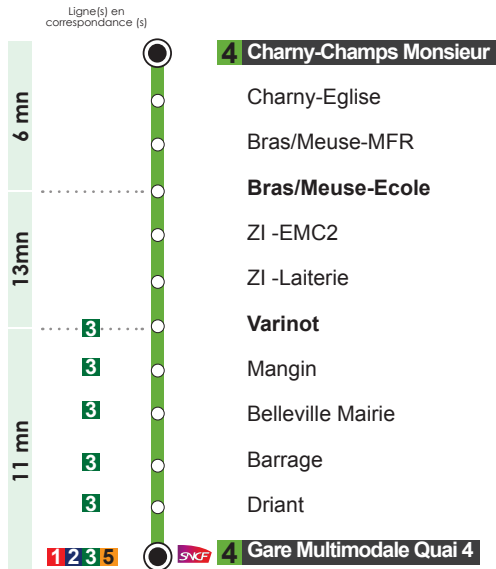 Ligne(s) en
correspondance (s)
4 Charny-Champs Monsieur
6 mn
Charny-Eglise
Bras/Meuse-MFR
Bras/Meuse-Ecole
13mn
ZI -EMC2
ZI -Laiterie
3 Varinot
11 mn
3 Mangin
3 Belleville Mairie
3 Barrage
3 Driant
1 2 3 5 SNCF 4 Gare Multimodale Quai 4